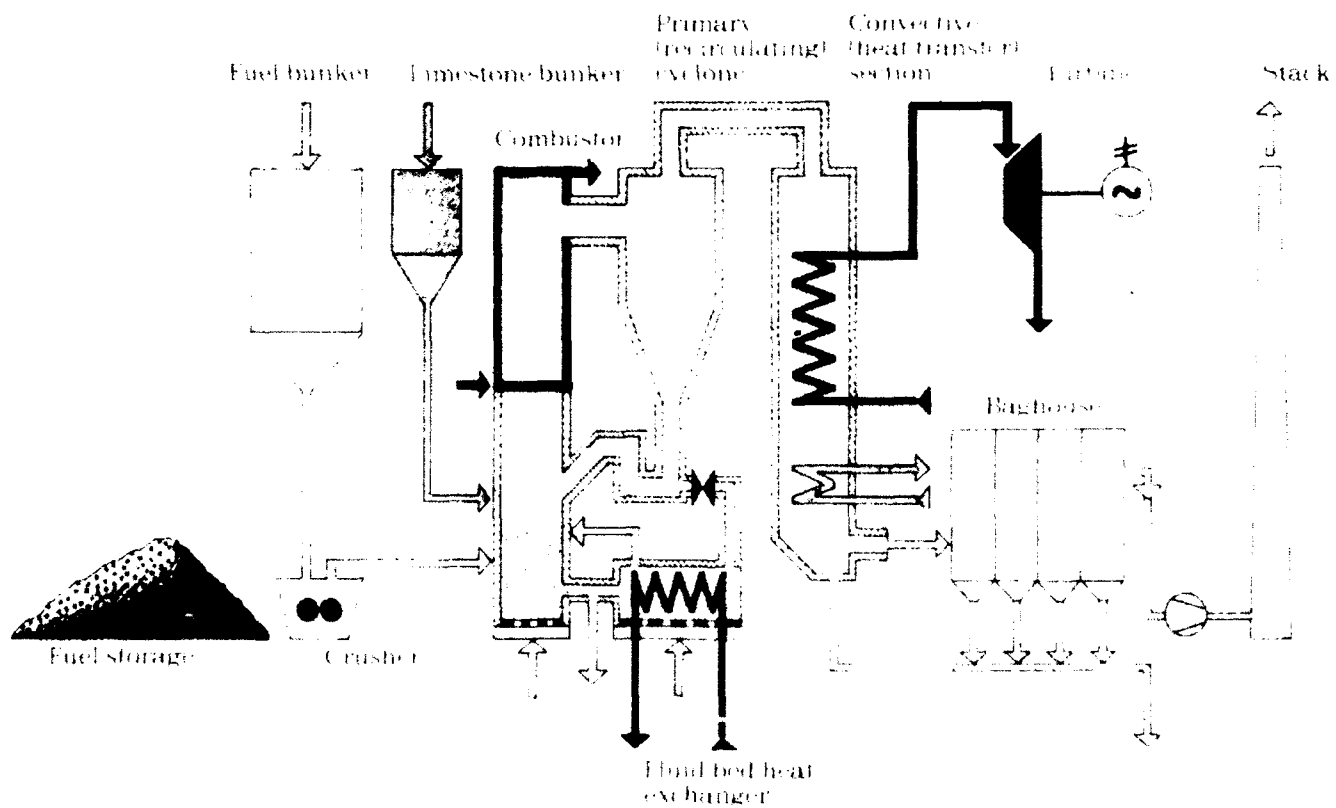 Primary
(recirculating)
cyclone
Convective
(heat transfer)
section
Fuel bunker
Limestone bunker
Turbine
Stack
Combustor
Baghouse
Fuel storage
Crusher
Fluid bed heat
exchanger